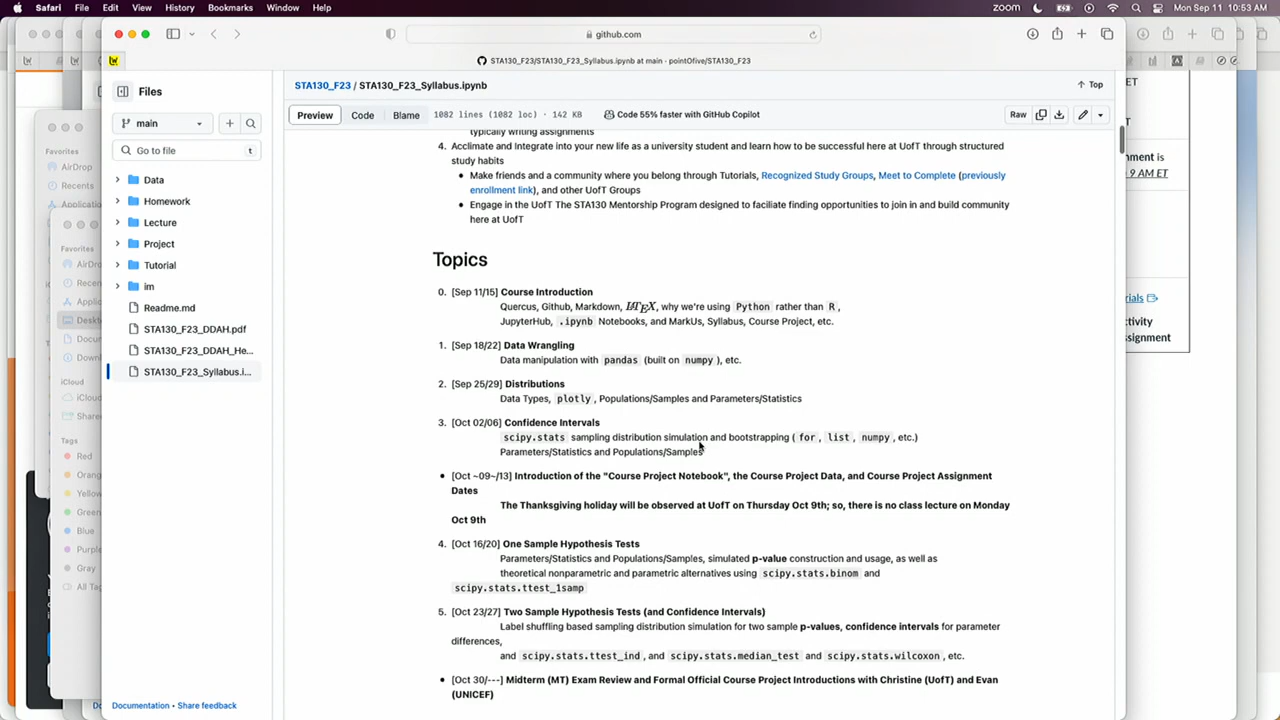 Safari File Edit View History Bookmarks Window Help
zoom Mon Sep 11 10:53 AM
github.com
STA130_F23/STA130_F23_Syllabus.ipynb at main · pointOfive/STA130_F23
Files
main
Go to file t
Data
Homework
Lecture
Project
Tutorial
im
Readme.md
STA130_F23_DDAH.pdf
STA130_F23_DDAH_He...
STA130_F23_Syllabus.i...
Documentation • Share feedback
STA130_F23 / STA130_F23_Syllabus.ipynb
Top
Preview Code Blame 1082 lines (1082 loc) · 142 KB Code 55% faster with GitHub Copilot Raw
typically writing assignments
4. Acclimate and integrate into your new life as a university student and learn how to be successful here at UofT through structured
study habits
Make friends and a community where you belong through Tutorials, Recognized Study Groups, Meet to Complete (previously
enrollment link), and other UofT Groups
Engage in the UofT The STA130 Mentorship Program designed to faciliate finding opportunities to join in and build community
here at UofT
Topics
0. [Sep 11/15] Course Introduction
Quercus, Github, Markdown, LATEX, why we're using Python rather than R,
JupyterHub, .ipynb Notebooks, and MarkUs, Syllabus, Course Project, etc.
1. [Sep 18/22] Data Wrangling
Data manipulation with pandas (built on numpy), etc.
2. [Sep 25/29] Distributions
Data Types, plotly, Populations/Samples and Parameters/Statistics
3. [Oct 02/06] Confidence Intervals
scipy.stats sampling distribution simulation and bootstrapping (for, list, numpy, etc.)
Parameters/Statistics and Populations/Samples
[Oct ~09~/13] Introduction of the "Course Project Notebook", the Course Project Data, and Course Project Assignment
Dates
The Thanksgiving holiday will be observed at UofT on Thursday Oct 9th; so, there is no class lecture on Monday
Oct 9th
4. [Oct 16/20] One Sample Hypothesis Tests
Parameters/Statistics and Populations/Samples, simulated p-value construction and usage, as well as
theoretical nonparametric and parametric alternatives using scipy.stats.binom and
scipy.stats.ttest_1samp
5. [Oct 23/27] Two Sample Hypothesis Tests (and Confidence Intervals)
Label shuffling based sampling distribution simulation for two sample p-values, confidence intervals for parameter
differences,
and scipy.stats.ttest_ind, and scipy.stats.median_test and scipy.stats.wilcoxon, etc.
[Oct 30/---] Midterm (MT) Exam Review and Formal Official Course Project Introductions with Christine (UofT) and Evan
(UNICEF)
Favorites
AirDrop
Recents
Favorites
iCloud
Tags
Red
Blue
Gray
9 AM ET